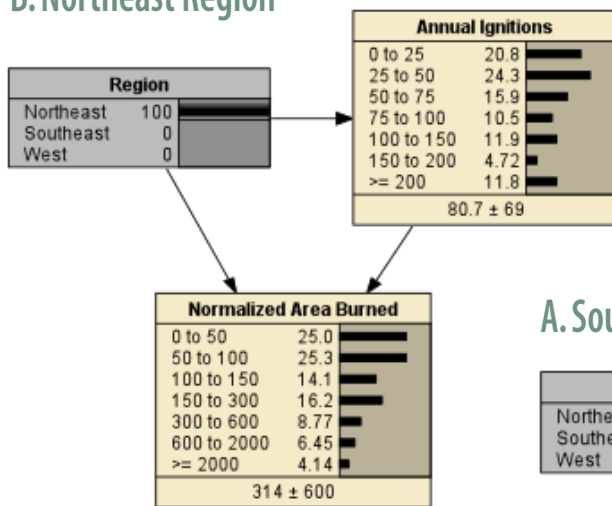 B. Northeast Region
Annual Ignitions
0 to 25 20.8
25 to 50 24.3
50 to 75 15.9
75 to 100 10.5
100 to 150 11.9
150 to 200 4.72
>= 200 11.8
80.7 ± 69
Region
Northeast 100
Southeast 0
West 0
Normalized Area Burned
0 to 50 25.0
50 to 100 25.3
100 to 150 14.1
150 to 300 16.2
300 to 600 8.77
600 to 2000 6.45
>= 2000 4.14
314 ± 600
A. Sou
Northe
Southe
West